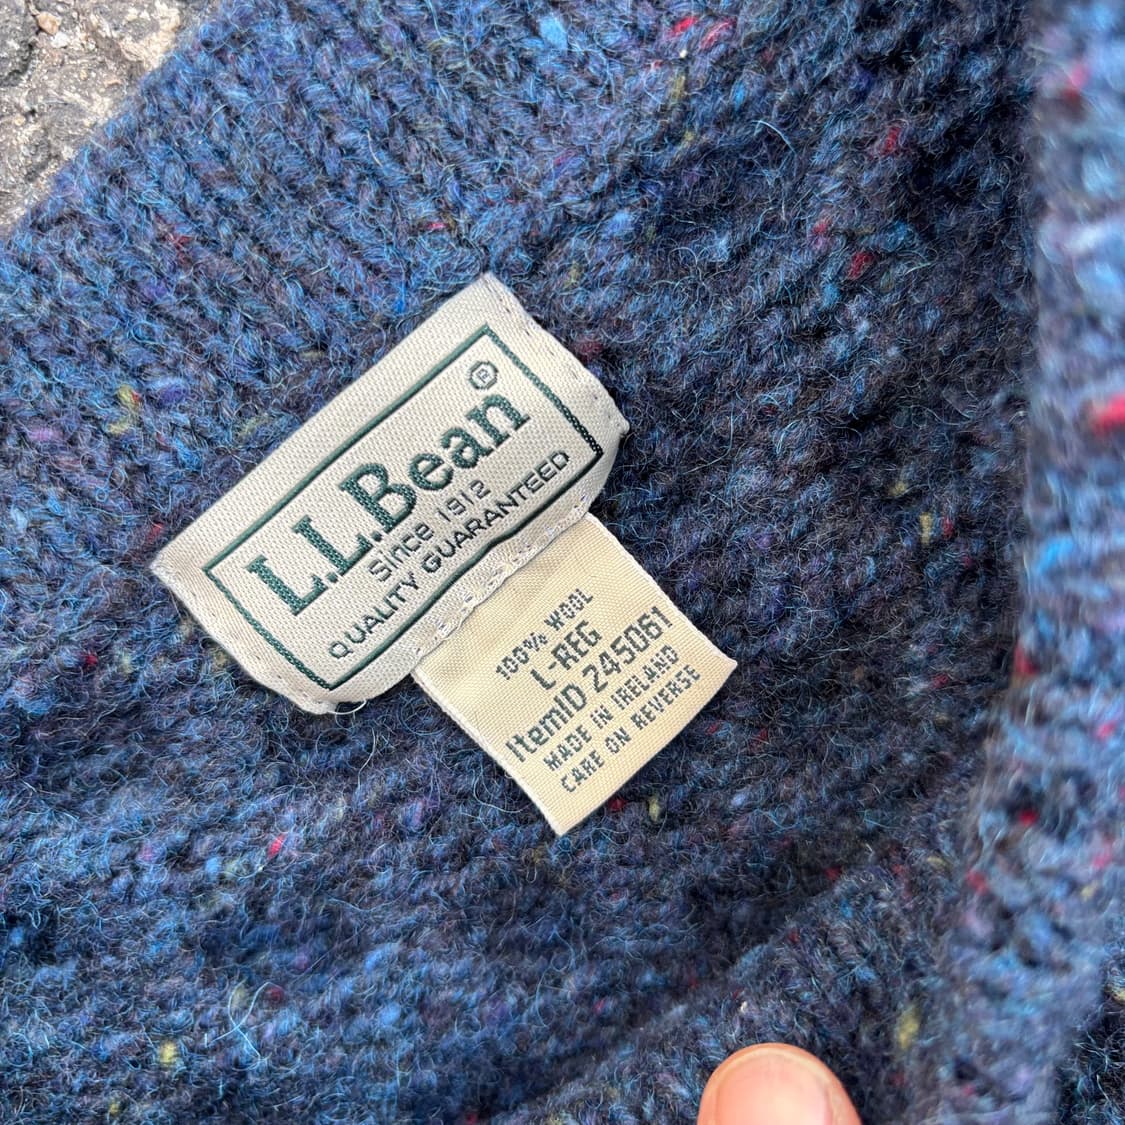 L.L.Bean®
Since 1912
QUALITY GUARANTEED
100% WOOL
L-REG
ItemID 245061
MADE IN IRELAND
CARE ON REVERSE